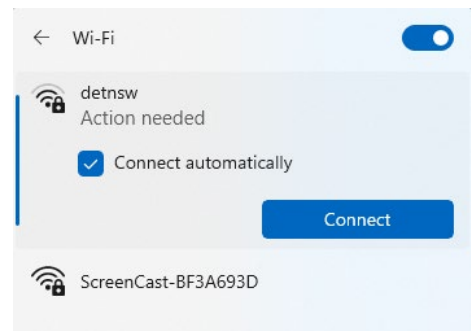 Wi-Fi
detnsw
Action needed
Connect automatically
Connect
ScreenCast-BF3A693D